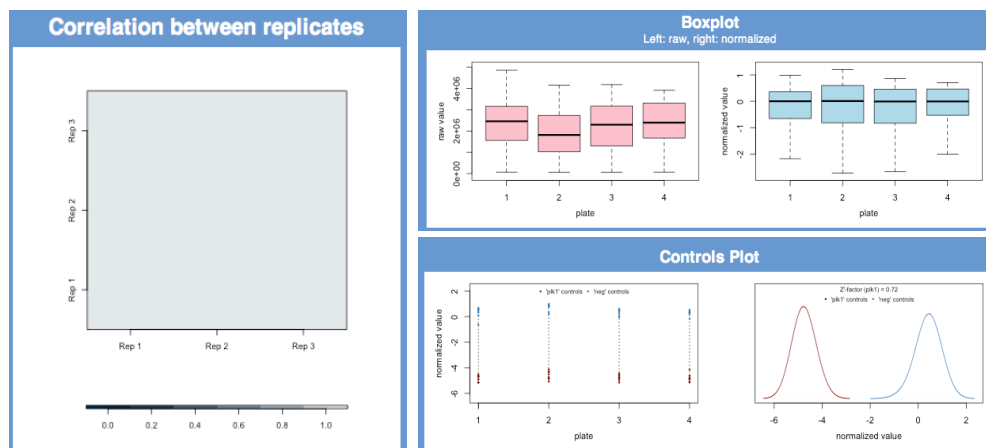 Correlation between replicates
Rep 3
Rep 2
Rep 1
Rep 1 Rep 2 Rep 3
0.0 0.2 0.4 0.6 0.8 1.0
Boxplot
Left: raw, right: normalized
raw value
0e+00 2e+06 4e+06
1 2 3 4
plate
normalized value
1
0
-1
-2
1 2 3 4
plate
Controls Plot
'plk1' controls 'neg' controls
normalized value
2
0
-2
-4
-6
1 2 3 4
plate
Z'-factor (plk1) = 0.72
'plk1' controls 'neg' controls
-6 -4 -2 0 2
normalized value